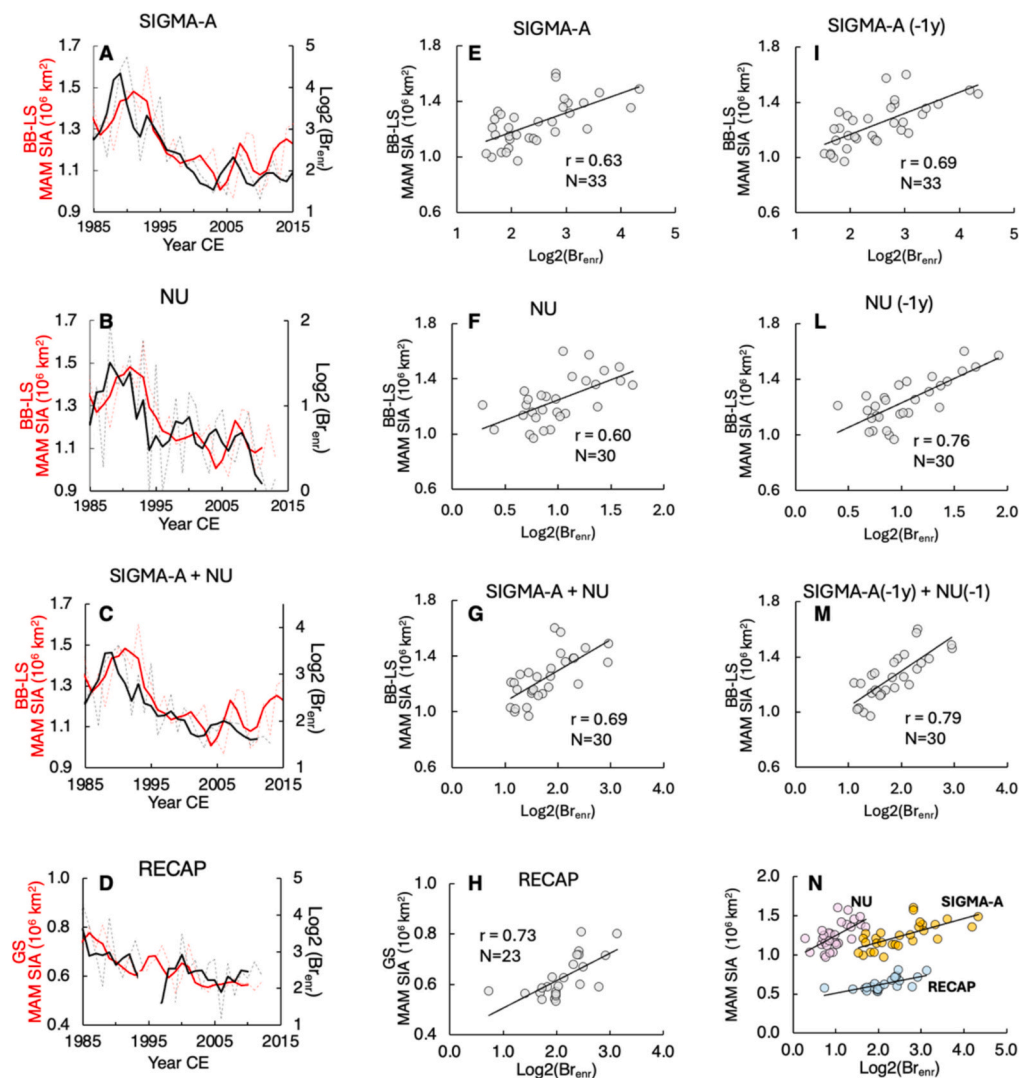 SIGMA-A
A
BB-LS
MAM SIA (10⁶ km²)
1.7
1.5
1.3
1.1
0.9
5
4
3
2
1
Log2 (Br_enr)
1985 1995 2005 2015
Year CE
SIGMA-A
E
BB-LS
MAM SIA (10⁶ km²)
1.8
1.4
1.0
0.6
r = 0.63
N=33
1 2 3 4 5
Log2(Br_enr)
SIGMA-A (-1y)
I
BB-LS
MAM SIA (10⁶ km²)
1.8
1.4
1.0
0.6
r = 0.69
N=33
1 2 3 4 5
Log2(Br_enr)
NU
B
BB-LS
MAM SIA (10⁶ km²)
1.7
1.5
1.3
1.1
0.9
2
1
0
Log2 (Br_enr)
1985 1995 2005 2015
Year CE
NU
F
BB-LS
MAM SIA (10⁶ km²)
1.8
1.4
1.0
0.6
r = 0.60
N=30
0.0 0.5 1.0 1.5 2.0
Log2(Br_enr)
NU (-1y)
L
BB-LS
MAM SIA (10⁶ km²)
1.8
1.4
1.0
0.6
r = 0.76
N=30
0.0 0.5 1.0 1.5 2.0
Log2(Br_enr)
SIGMA-A + NU
C
BB-LS
MAM SIA (10⁶ km²)
1.7
1.5
1.3
1.1
0.9
4
3
2
1
Log2 (Br_enr)
1985 1995 2005 2015
Year CE
SIGMA-A + NU
G
BB-LS
MAM SIA (10⁶ km²)
1.8
1.4
1.0
0.6
r = 0.69
N=30
0.0 1.0 2.0 3.0 4.0
Log2(Br_enr)
SIGMA-A(-1y) + NU(-1)
M
BB-LS
MAM SIA (10⁶ km²)
1.8
1.4
1.0
0.6
r = 0.79
N=30
0.0 1.0 2.0 3.0 4.0
Log2(Br_enr)
RECAP
D
GS
MAM SIA (10⁶ km²)
1.0
0.8
0.6
0.4
5
4
3
2
1
Log2 (Br_enr)
1985 1995 2005 2015
Year CE
RECAP
H
GS
MAM SIA (10⁶ km²)
1.0
0.8
0.6
0.4
r = 0.73
N=23
0.0 1.0 2.0 3.0 4.0
Log2(Br_enr)
N
MAM SIA (10⁶ km²)
2.0
1.5
1.0
0.5
0.0
NU
SIGMA-A
RECAP
0.0 1.0 2.0 3.0 4.0 5.0
Log2(Br_enr)